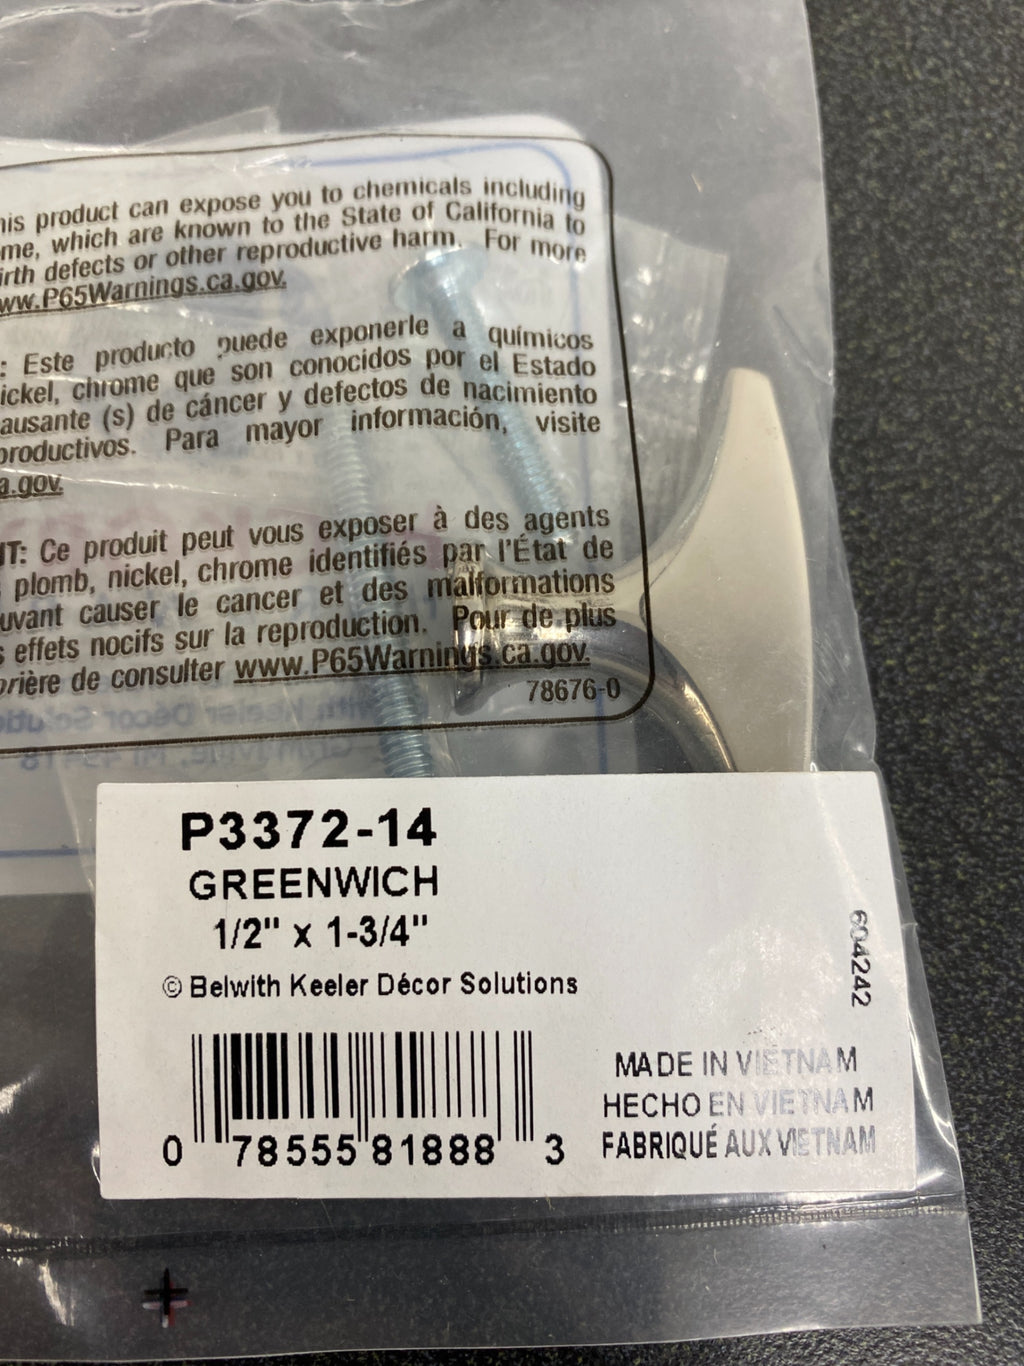 his product can expose you to chemicals including
me, which are known to the State of California to
irth defects or other reproductive harm. For more
ww.P65Warnings.ca.gov.
: Este producto puede exponerle a químicos
ickel, chrome que son conocidos por el Estado
ausante (s) de cáncer y defectos de nacimiento
productivos. Para mayor información, visite
a.gov.
NT: Ce produit peut vous exposer à des agents
plomb, nickel, chrome identifiés par l'État de
uvant causer le cancer et des malformations
s effets nocifs sur la reproduction. Pour de plus
prière de consulter www.P65Warnings.ca.gov.
78676-0
P3372-14
GREENWICH
1/2" x 1-3/4"
© Belwith Keeler Décor Solutions
604242
0 78555 81888 3
MADE IN VIETNAM
HECHO EN VIETNAM
FABRIQUÉ AUX VIETNAM